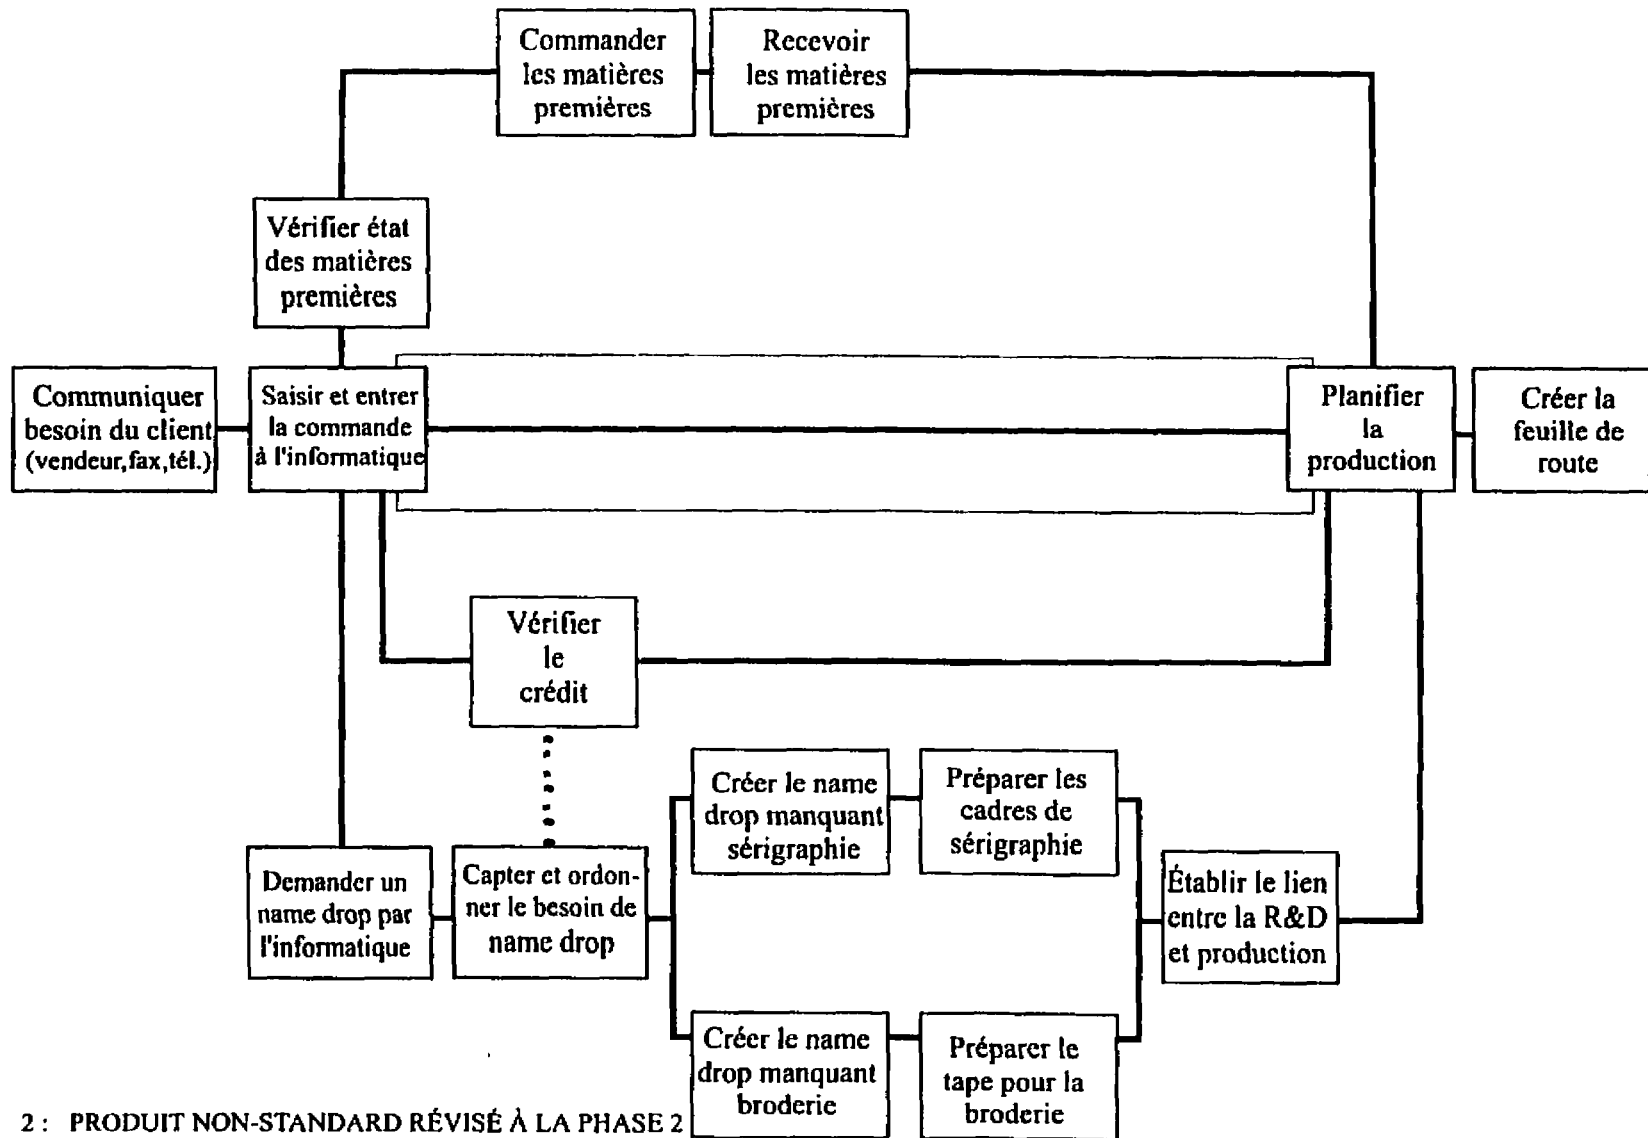 Commander
les matières
premières
Recevoir
les matières
premières
Vérifier état
des matières
premières
Communiquer
besoin du client
(vendeur,fax,tél.)
Saisir et entrer
la commande
à l'informatique
Planifier
la
production
Créer la
feuille de
route
Vérifier
le
crédit
Créer le name
drop manquant
sérigraphie
Préparer les
cadres de
sérigraphie
Demander un
name drop par
l'informatique
Capter et ordon-
ner le besoin de
name drop
Établir le lien
entre la R&D
et production
Créer le name
drop manquant
broderie
Préparer le
tape pour la
broderie
2 : PRODUIT NON-STANDARD RÉVISÉ À LA PHASE 2